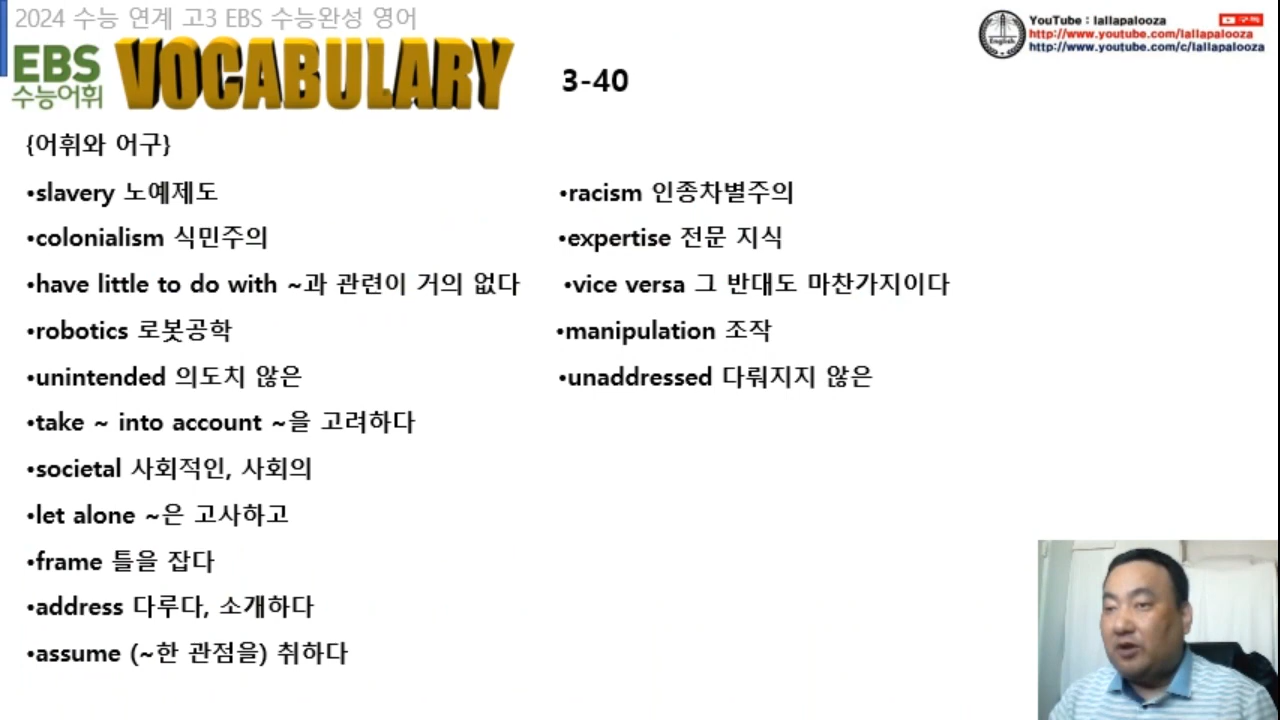 2024 수능 연계 고3 EBS 수능완성 영어
EBS
수능어휘
VOCABULARY
3-40
English
YouTube : lallapalooza
구독
http://www.youtube.com/lallapalooza
http://www.youtube.com/c/lallapalooza
{어휘와 어구}
•slavery 노예제도
•colonialism 식민주의
•have little to do with ~과 관련이 거의 없다
•robotics 로봇공학
•unintended 의도치 않은
•take ~ into account ~을 고려하다
•societal 사회적인, 사회의
•let alone ~은 고사하고
•frame 틀을 잡다
•address 다루다, 소개하다
•assume (~한 관점을) 취하다
•racism 인종차별주의
•expertise 전문 지식
•vice versa 그 반대도 마찬가지이다
•manipulation 조작
•unaddressed 다뤄지지 않은